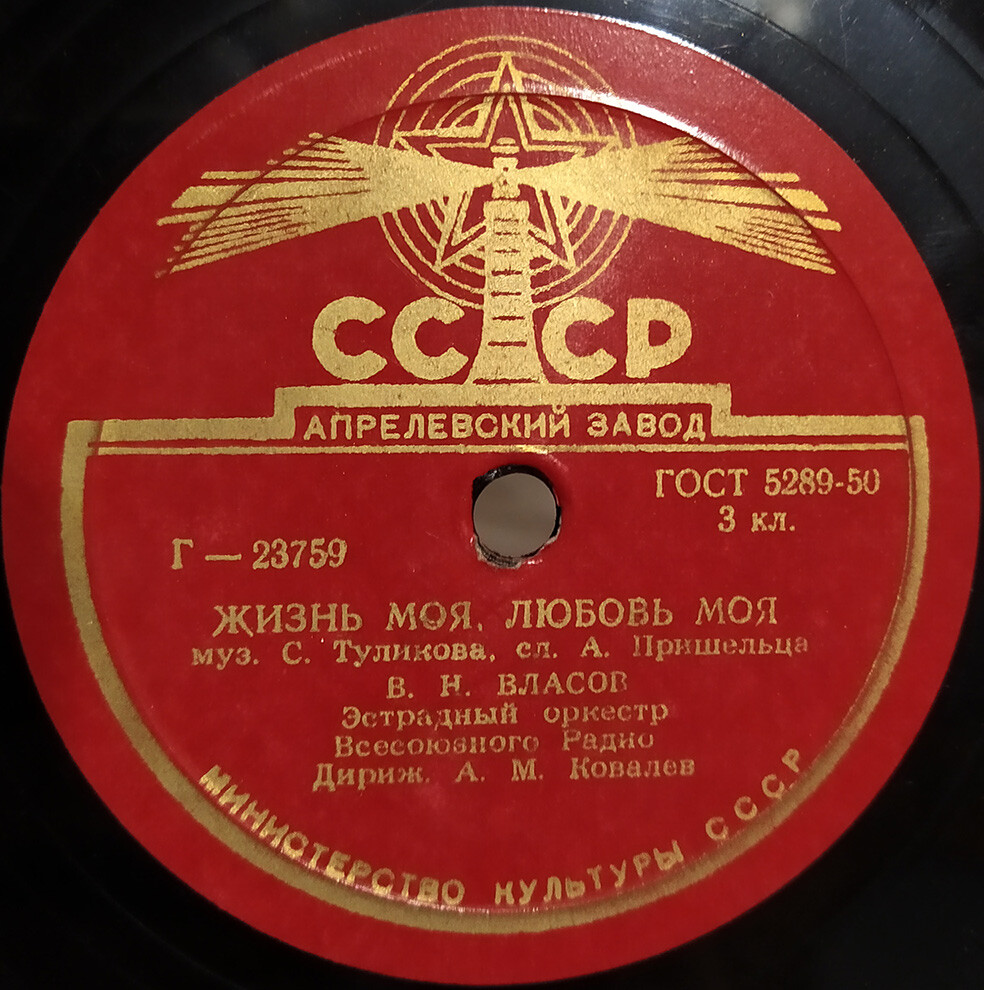 СССР
АПРЕЛЕВСКИЙ ЗАВОД
ГОСТ 5289-50
3 кл.
Г — 23759
ЖИЗНЬ МОЯ, ЛЮБОВЬ МОЯ
муз. С. Туликова, сл. А. Пришельца
В. Н. ВЛАСОВ
Эстрадный оркестр
Всесоюзного Радио
Дириж. А. М. Ковалев
МИНИСТЕРСТВО КУЛЬТУРЫ СССР